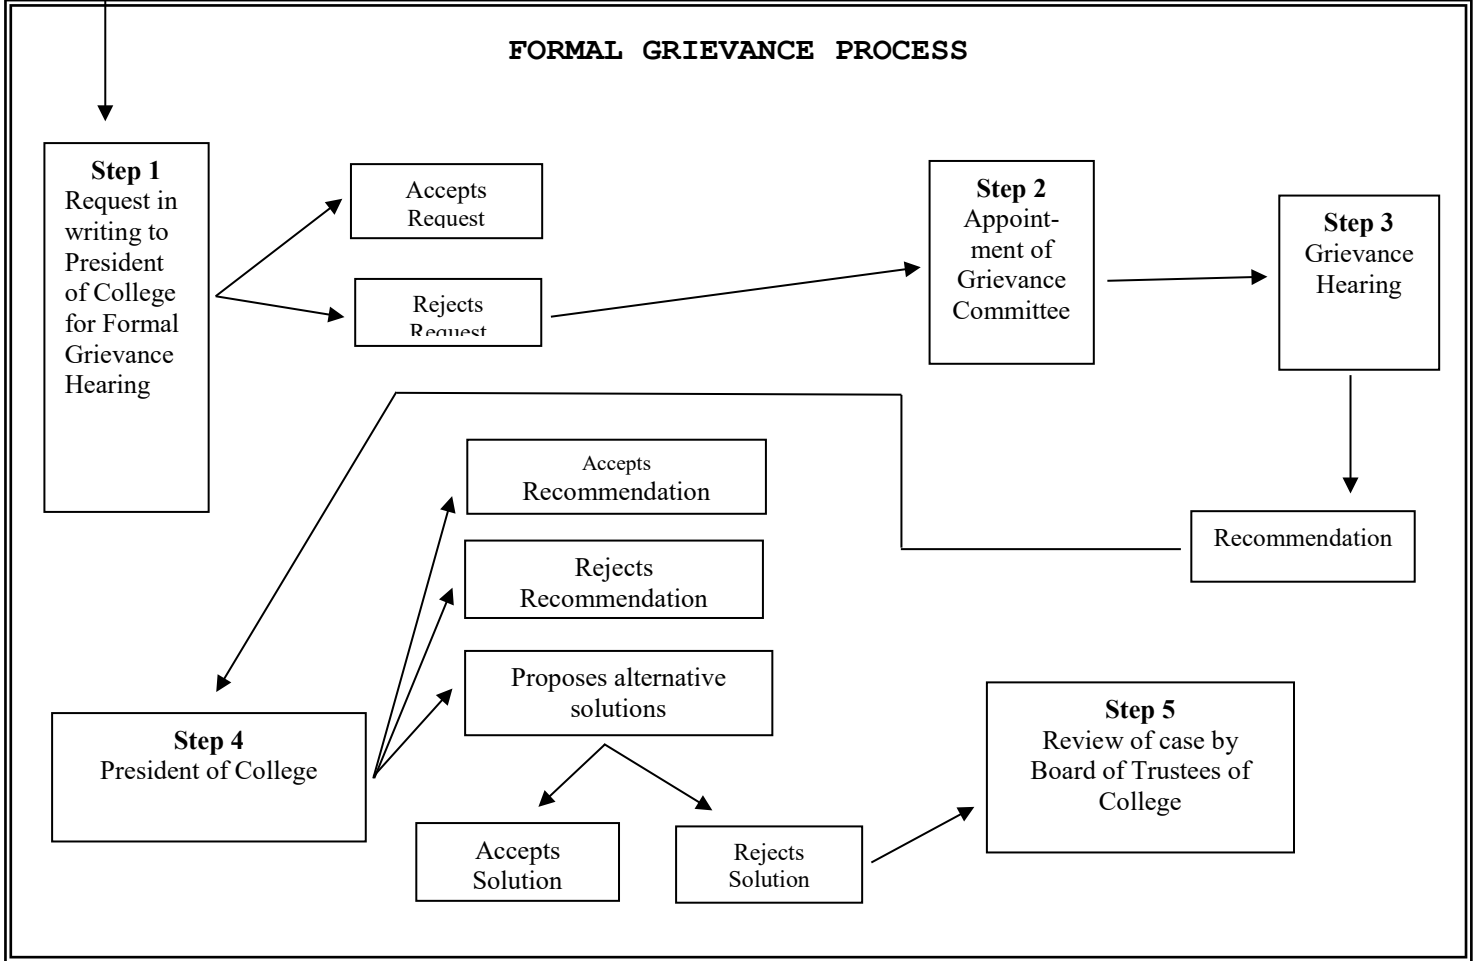 FORMAL GRIEVANCE PROCESS
Step 1
Request in
writing to
President
of College
for Formal
Grievance
Hearing
Accepts
Request
Rejects
Request
Step 2
Appoint-
ment of
Grievance
Committee
Step 3
Grievance
Hearing
Recommendation
Accepts
Recommendation
Rejects
Recommendation
Proposes alternative
solutions
Step 4
President of College
Accepts
Solution
Rejects
Solution
Step 5
Review of case by
Board of Trustees of
College